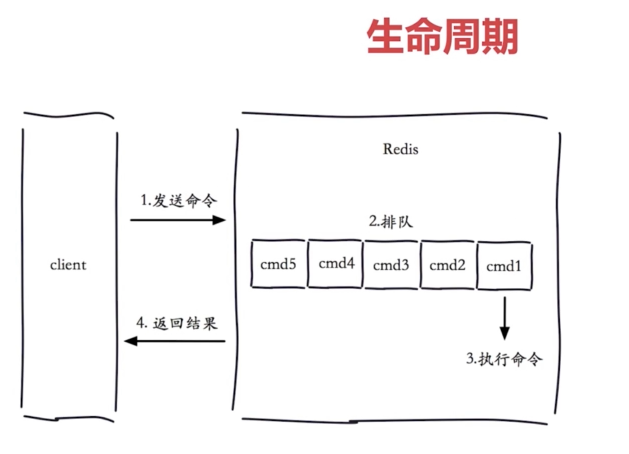 生命周期
Redis
1.发送命令
2.排队
client
cmd5 cmd4 cmd3 cmd2 cmd1
4. 返回结果
3.执行命令